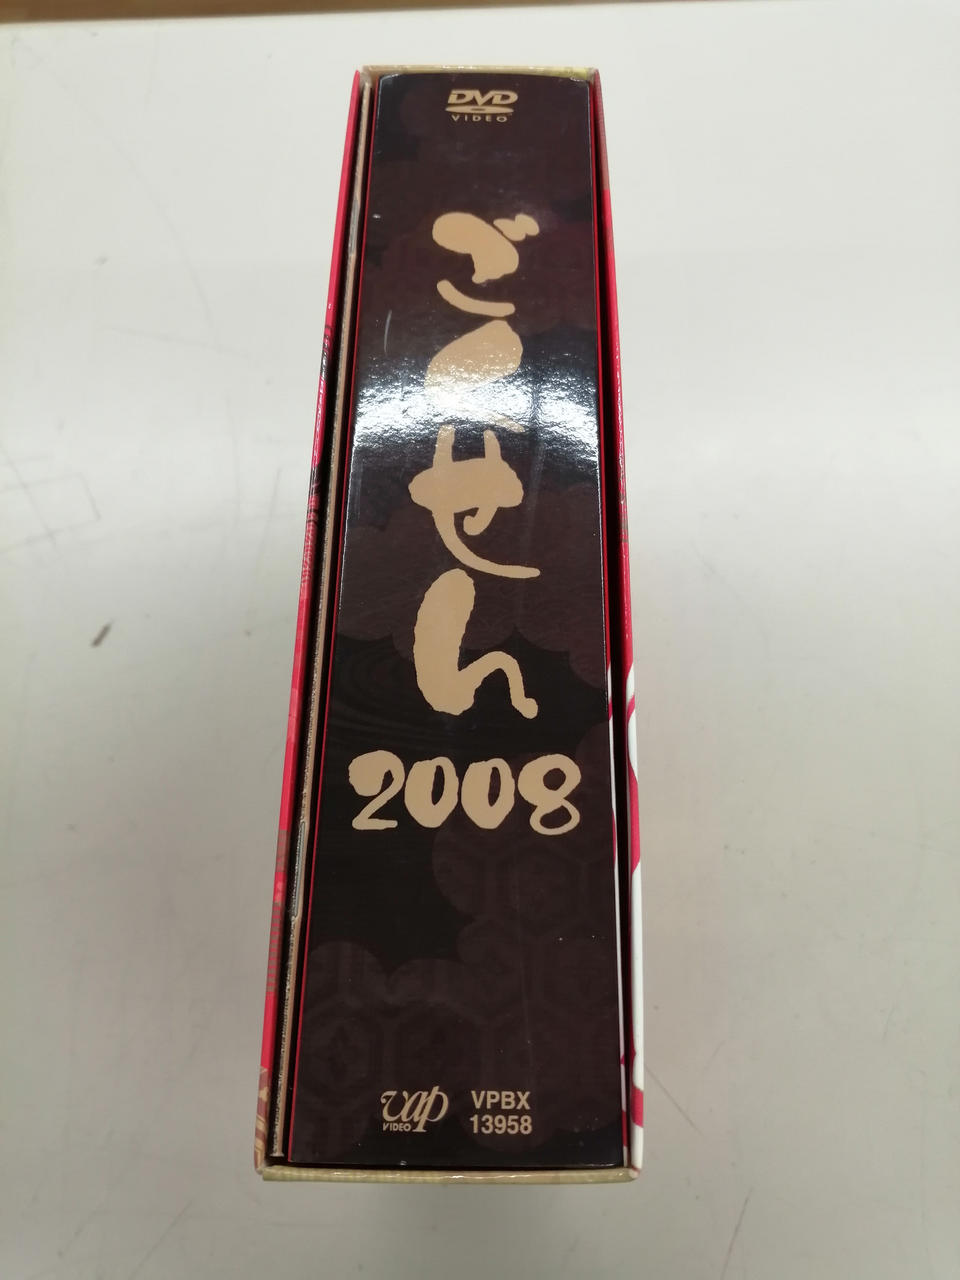 DVD
VIDEO
ごくせん
2008
vap
VIDEO
VPBX
13958